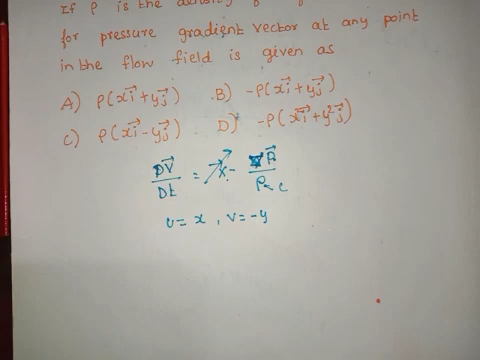 If ρ is the density of
for pressure gradient vector at any point
in the flow field is given as
A) ρ(xi⃗ + yj⃗) B) -ρ(xi⃗ + yj⃗)
C) ρ(xi⃗ - yj⃗) D) -ρ(x²i⃗ + y²j⃗)
DV⃗/Dt = - ∇P/ρ
u = x , v = -y